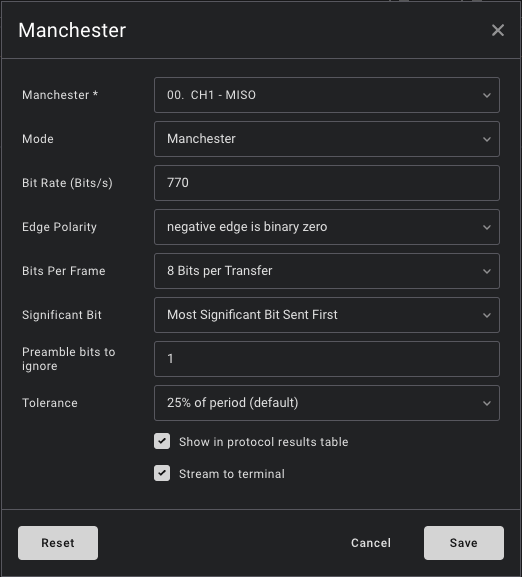 Manchester
Manchester *
00. CH1 - MISO
Mode
Manchester
Bit Rate (Bits/s)
770
Edge Polarity
negative edge is binary zero
Bits Per Frame
8 Bits per Transfer
Significant Bit
Most Significant Bit Sent First
Preamble bits to
ignore
1
Tolerance
25% of period (default)
Show in protocol results table
Stream to terminal
Reset
Cancel
Save